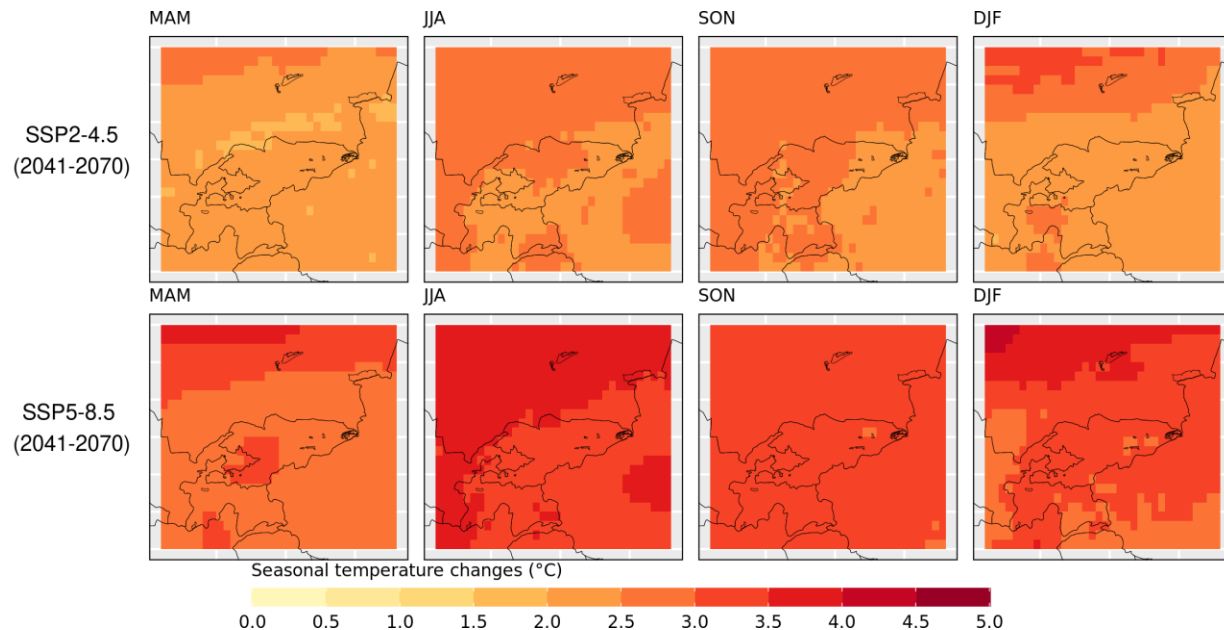 MAM JJA SON DJF
SSP2-4.5
(2041-2070)
MAM JJA SON DJF
SSP5-8.5
(2041-2070)
Seasonal temperature changes (°C)
0.0 0.5 1.0 1.5 2.0 2.5 3.0 3.5 4.0 4.5 5.0